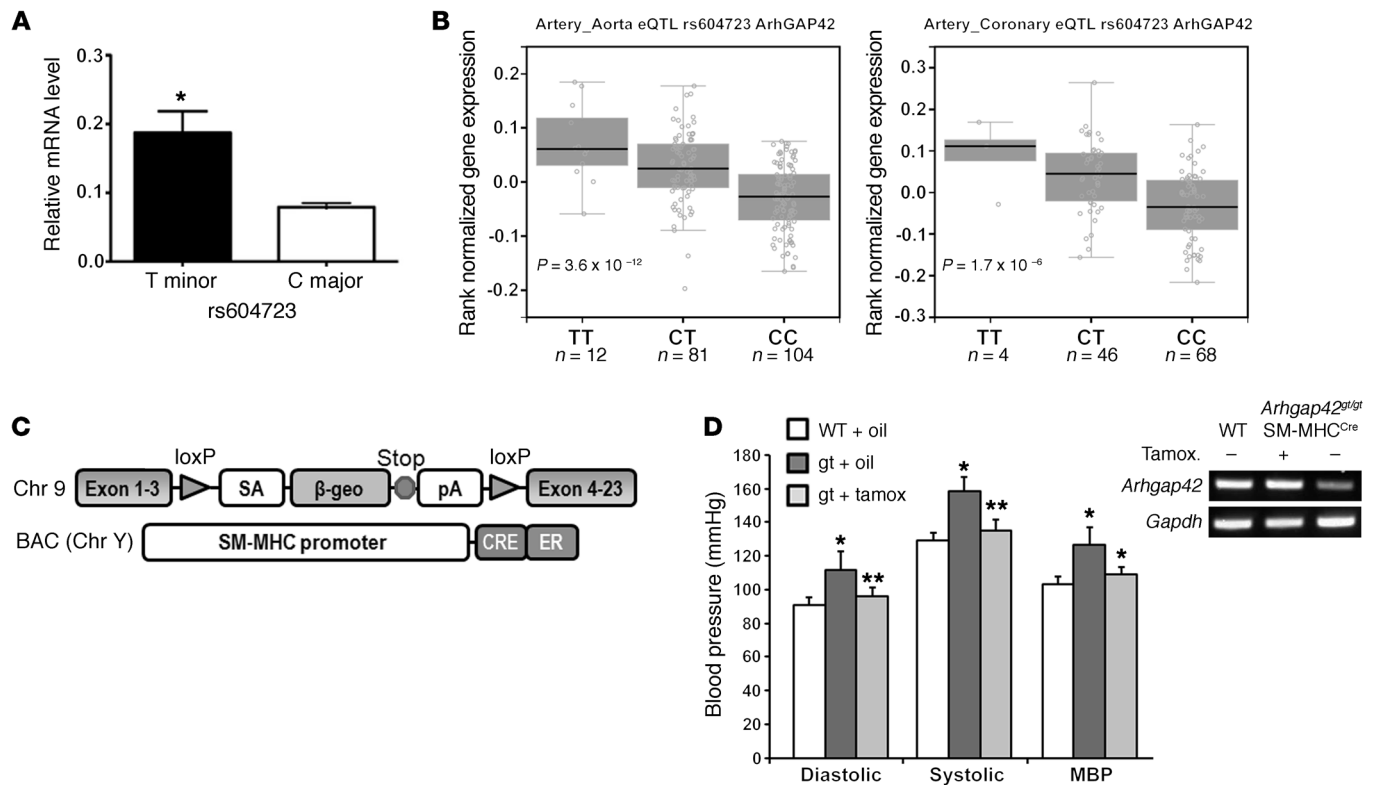 A
Relative mRNA level
0.3
0.2
0.1
0.0
*
T minor
C major
rs604723
B
Artery_Aorta eQTL rs604723 ArhGAP42
Rank normalized gene expression
0.2
0.1
0.0
-0.1
-0.2
P = 3.6 x 10 −12
TT
CT
CC
n = 12
n = 81
n = 104
Artery_Coronary eQTL rs604723 ArhGAP42
Rank normalized gene expression
0.3
0.2
0.1
0.0
-0.1
-0.2
-0.3
P = 1.7 x 10 −6
TT
CT
CC
n = 4
n = 46
n = 68
C
loxP
Stop
loxP
Chr 9
Exon 1-3
SA
β-geo
pA
Exon 4-23
BAC (Chr Y)
SM-MHC promoter
CRE
ER
D
WT + oil
gt + oil
gt + tamox
Blood pressure (mmHg)
180
160
140
120
100
80
60
40
20
0
*
**
*
**
*
*
Diastolic
Systolic
MBP
Arhgap42gt/gt
WT
SM-MHCCre
Tamox.
–
+
–
Arhgap42
Gapdh